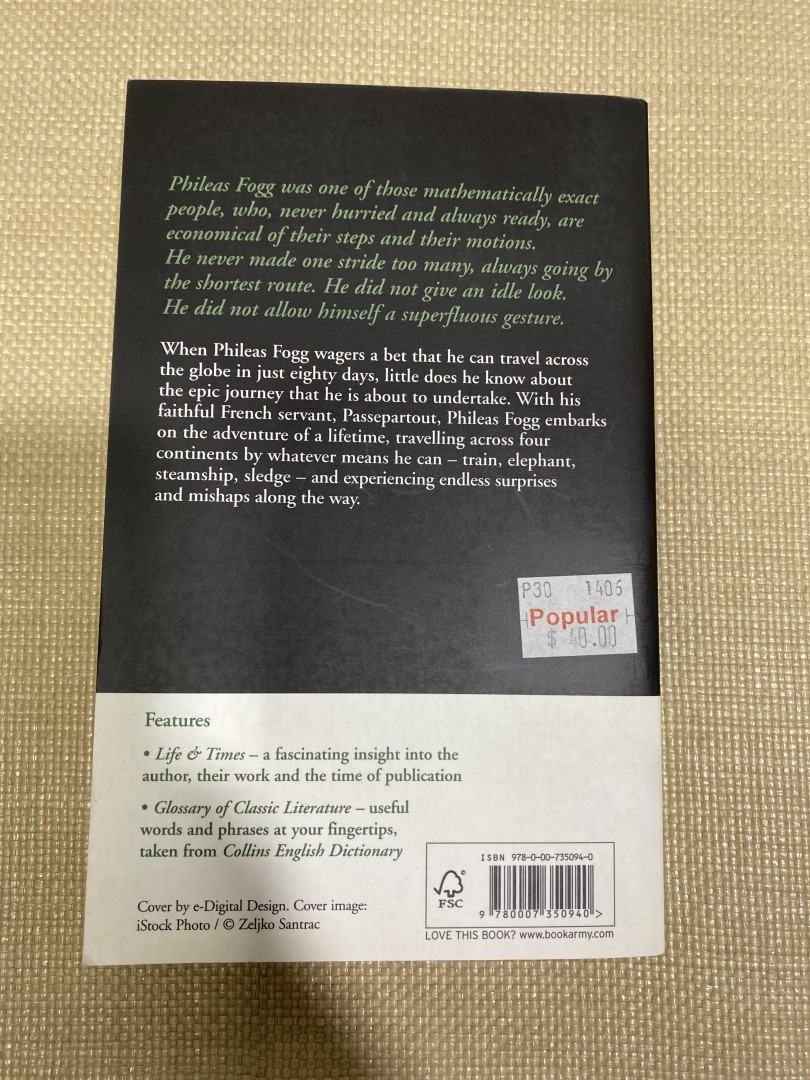 Phileas Fogg was one of those mathematically exact
people, who, never hurried and always ready, are
economical of their steps and their motions.
He never made one stride too many, always going by
the shortest route. He did not give an idle look.
He did not allow himself a superfluous gesture.
When Phileas Fogg wagers a bet that he can travel across
the globe in just eighty days, little does he know about
the epic journey that he is about to undertake. With his
faithful French servant, Passepartout, Phileas Fogg embarks
on the adventure of a lifetime, travelling across four
continents by whatever means he can – train, elephant,
steamship, sledge – and experiencing endless surprises
and mishaps along the way.
P30 1406
Popular
$ 40.00
Features
• Life & Times – a fascinating insight into the
author, their work and the time of publication
• Glossary of Classic Literature – useful
words and phrases at your fingertips,
taken from Collins English Dictionary
Cover by e-Digital Design. Cover image:
iStock Photo / © Zeljko Santrac
FSC
ISBN 978-0-00-735094-0
9 780007 350940 >
LOVE THIS BOOK? www.bookarmy.com